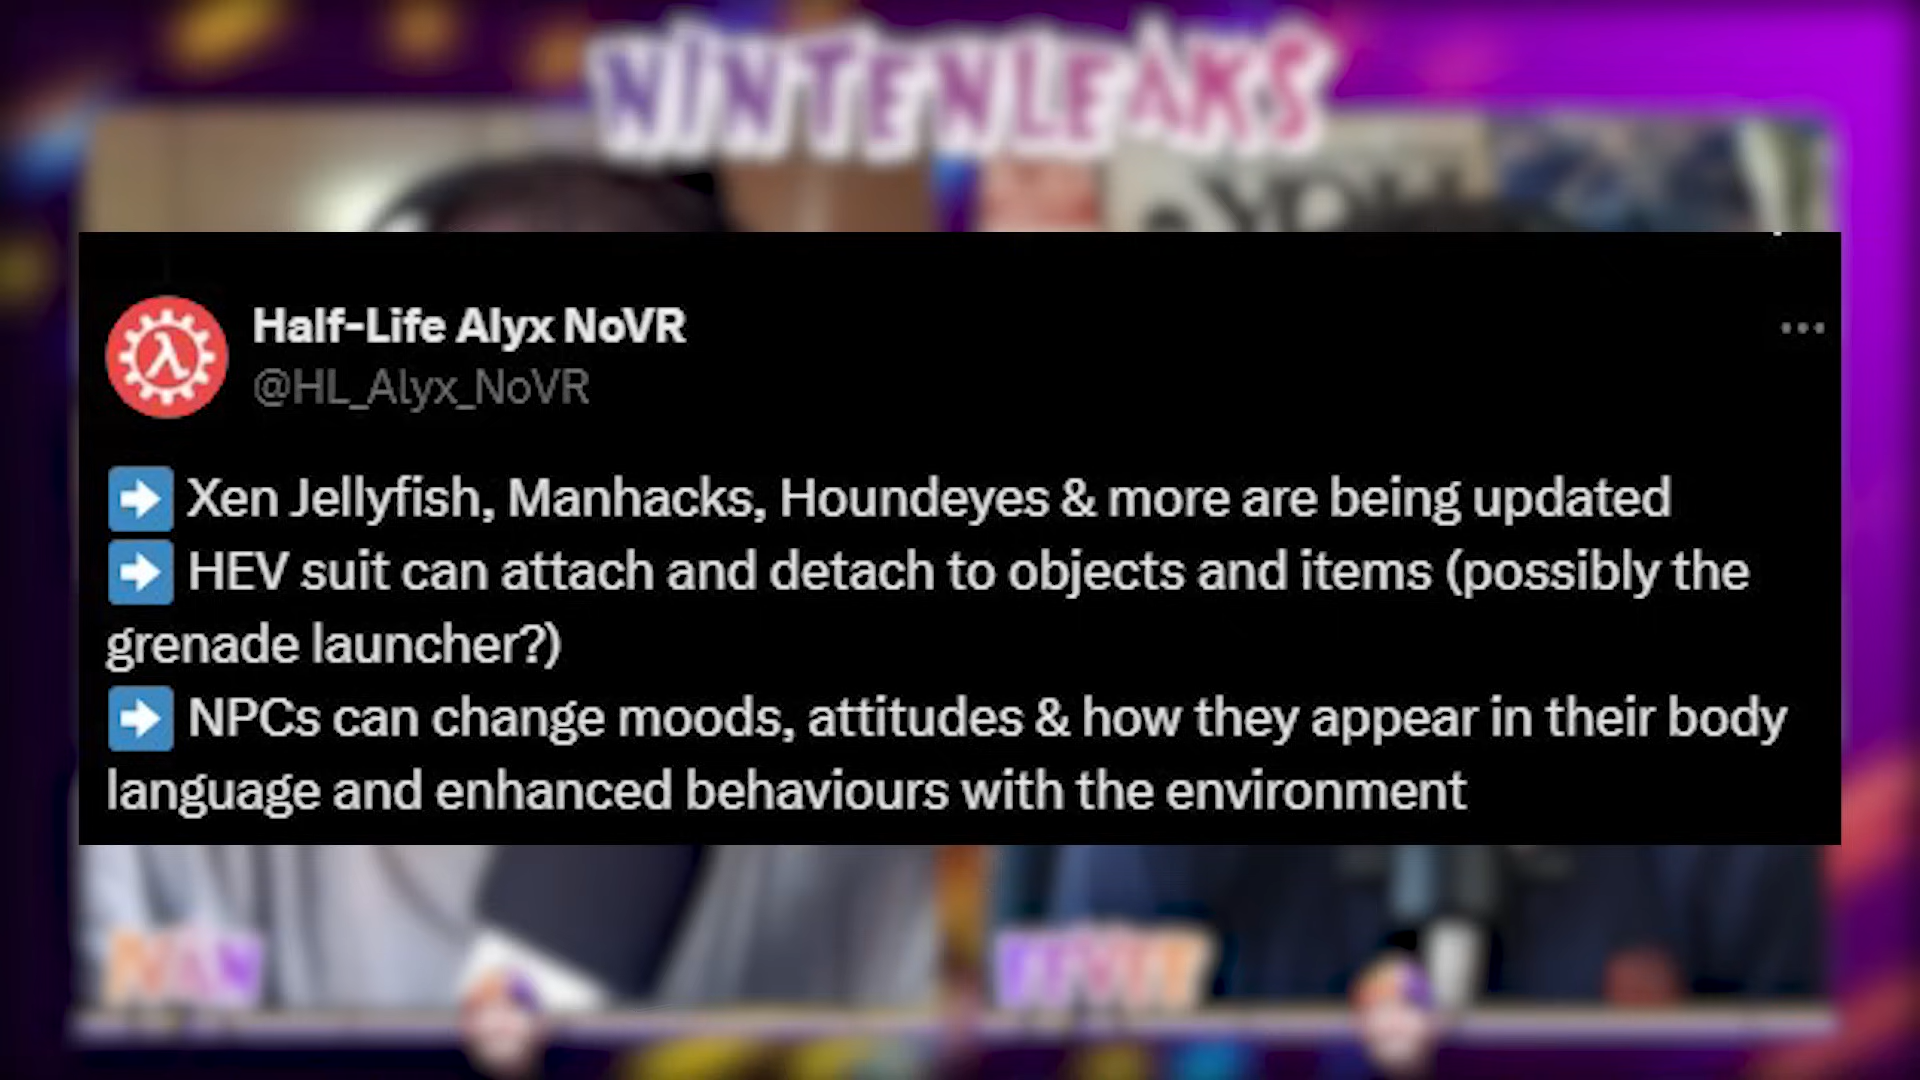 NINTENLEAKS
YOU
Half-Life Alyx NoVR
@HL_Alyx_NoVR
➡️ Xen Jellyfish, Manhacks, Houndeyes & more are being updated
➡️ HEV suit can attach and detach to objects and items (possibly the
grenade launcher?)
➡️ NPCs can change moods, attitudes & how they appear in their body
language and enhanced behaviours with the environment